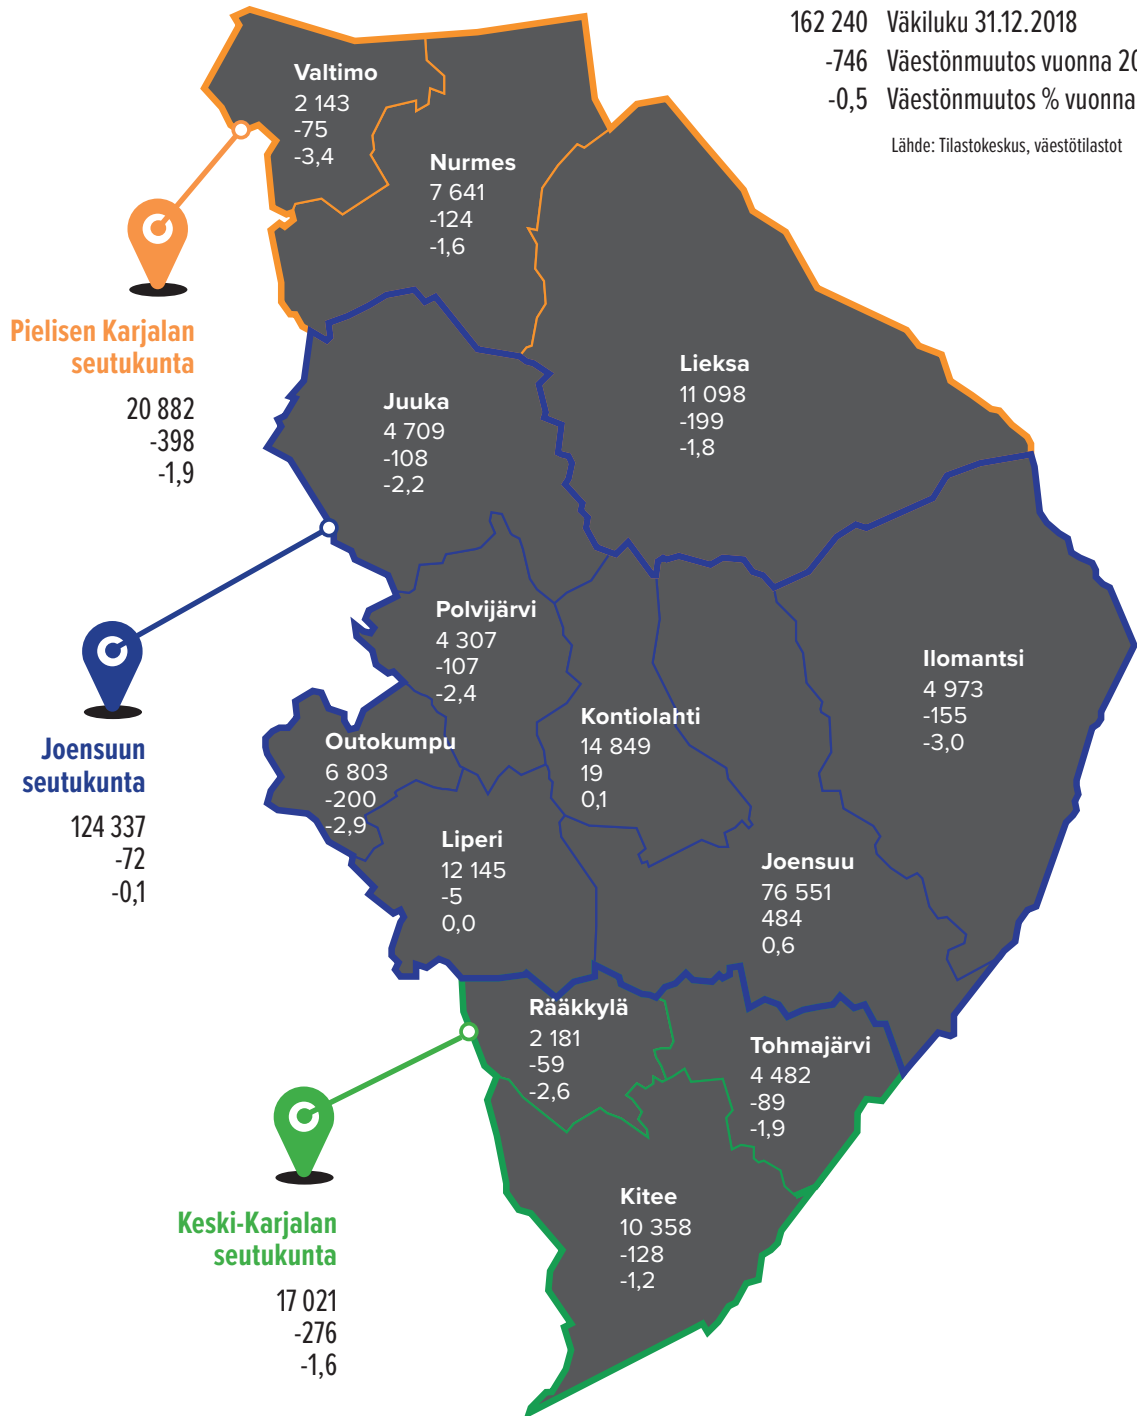 162 240 Väkiluku 31.12.2018
-746 Väestönmuutos vuonna 20
-0,5 Väestönmuutos % vuonna
Lähde: Tilastokeskus, väestötilastot
Valtimo
2 143
-75
-3,4
Nurmes
7 641
-124
-1,6
Pielisen Karjalan
seutukunta
20 882
-398
-1,9
Lieksa
11 098
-199
-1,8
Juuka
4 709
-108
-2,2
Polvijärvi
4 307
-107
-2,4
Ilomantsi
4 973
-155
-3,0
Kontiolahti
14 849
19
0,1
Outokumpu
6 803
-200
-2,9
Joensuun
seutukunta
124 337
-72
-0,1
Liperi
12 145
-5
0,0
Joensuu
76 551
484
0,6
Rääkkylä
2 181
-59
-2,6
Tohmajärvi
4 482
-89
-1,9
Kitee
10 358
-128
-1,2
Keski-Karjalan
seutukunta
17 021
-276
-1,6